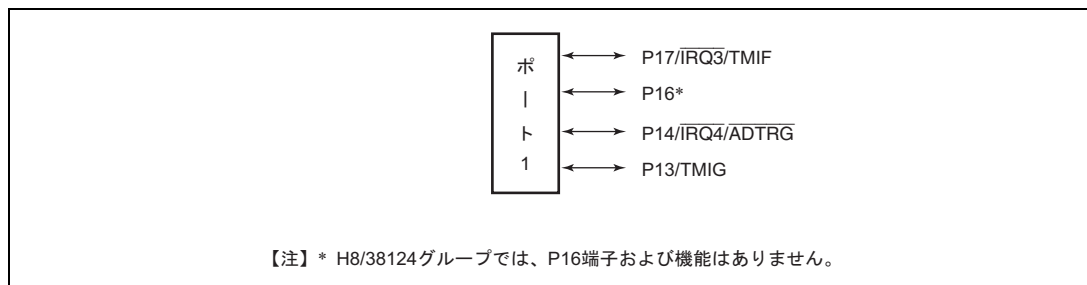 ポート1
P17/IRQ3/TMIF
P16*
P14/IRQ4/ADTRG
P13/TMIG
【注】* H8/38124グループでは、P16端子および機能はありません。